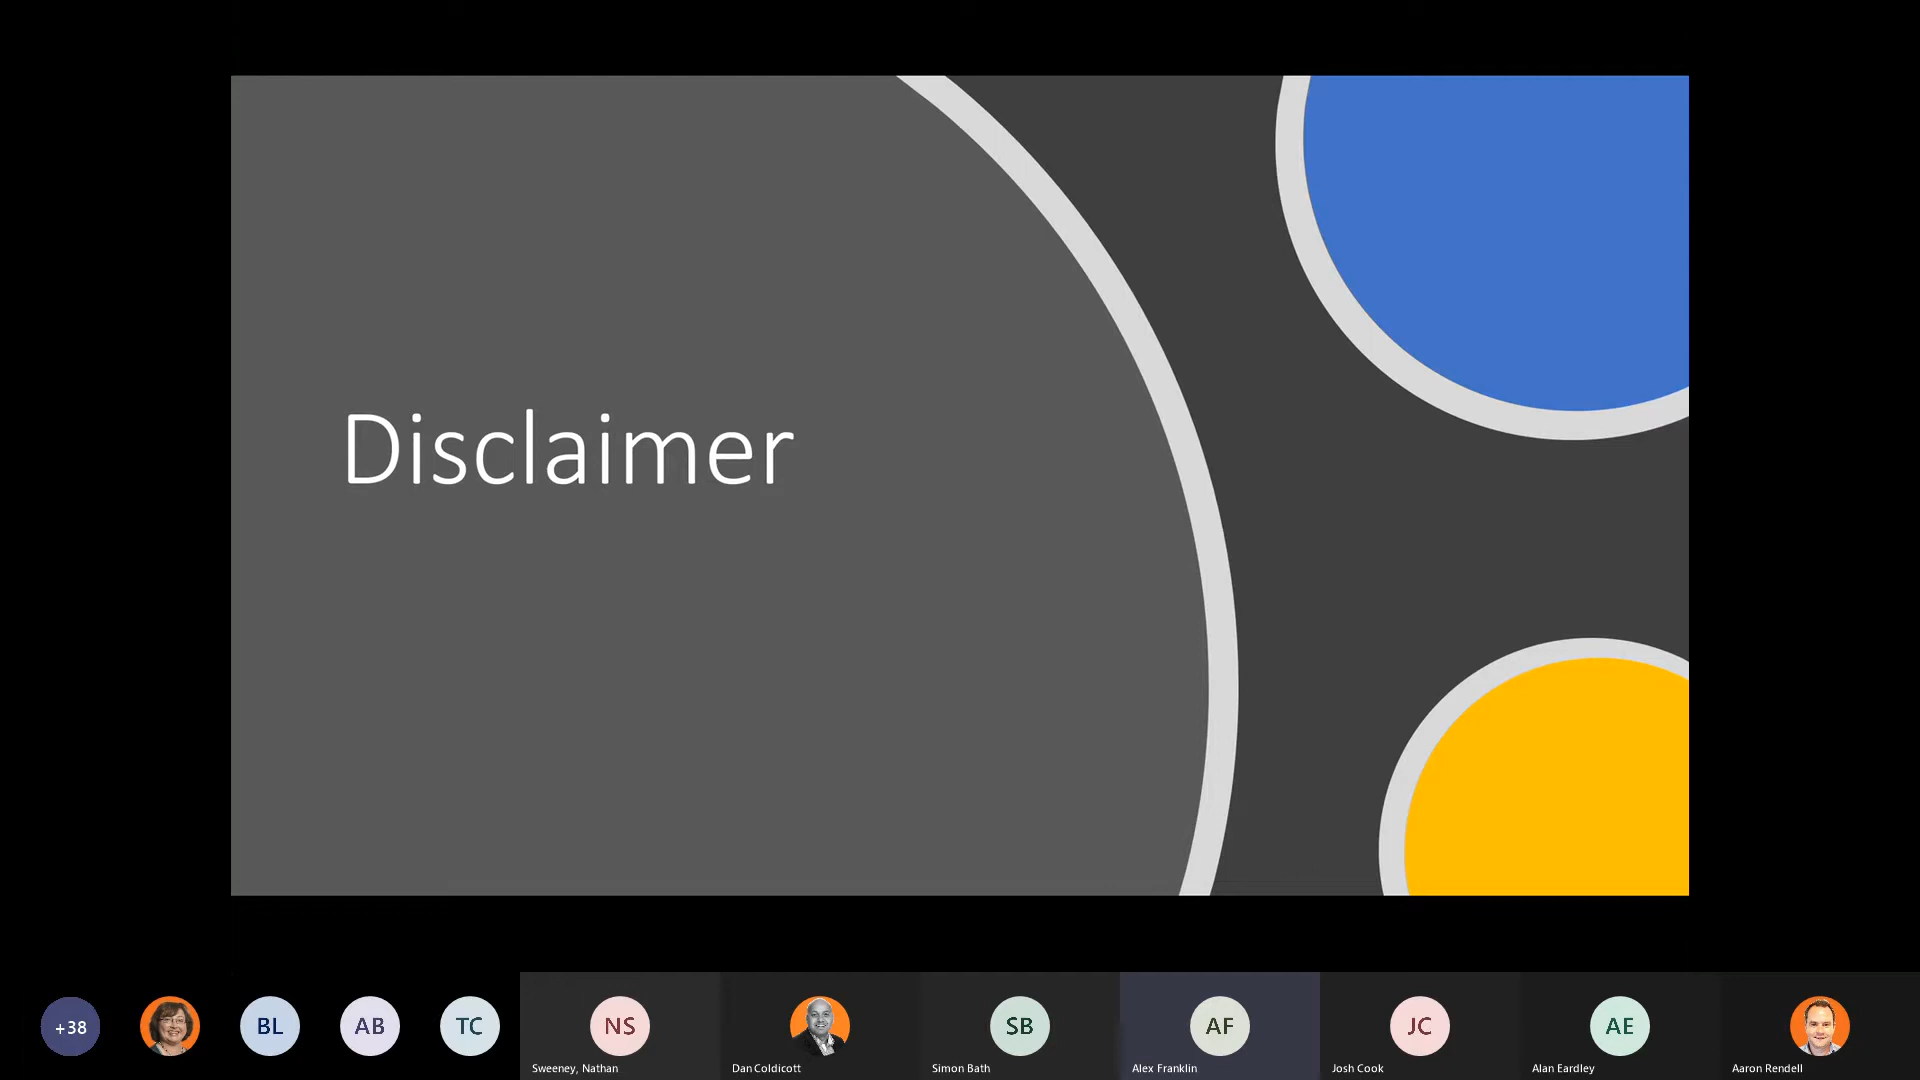 Disclaimer
+38
BL
AB
TC
NS
SB
AF
JC
AE
Sweeney, Nathan
Dan Coldicott
Simon Bath
Alex Franklin
Josh Cook
Alan Eardley
Aaron Rendell